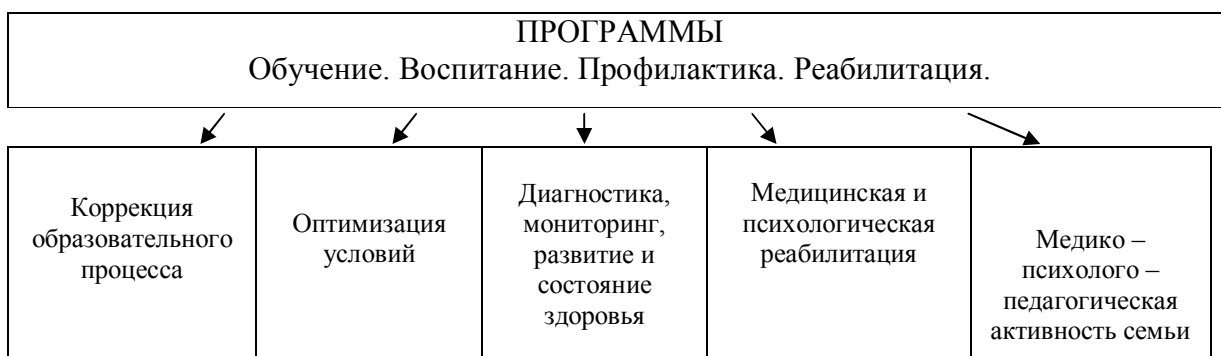 ПРОГРАММЫ
Обучение. Воспитание. Профилактика. Реабилитация.
Коррекция
образовательного
процесса
Оптимизация
условий
Диагностика,
мониторинг,
развитие и
состояние
здоровья
Медицинская и
психологическая
реабилитация
Медико –
психолого –
педагогическая
активность семьи